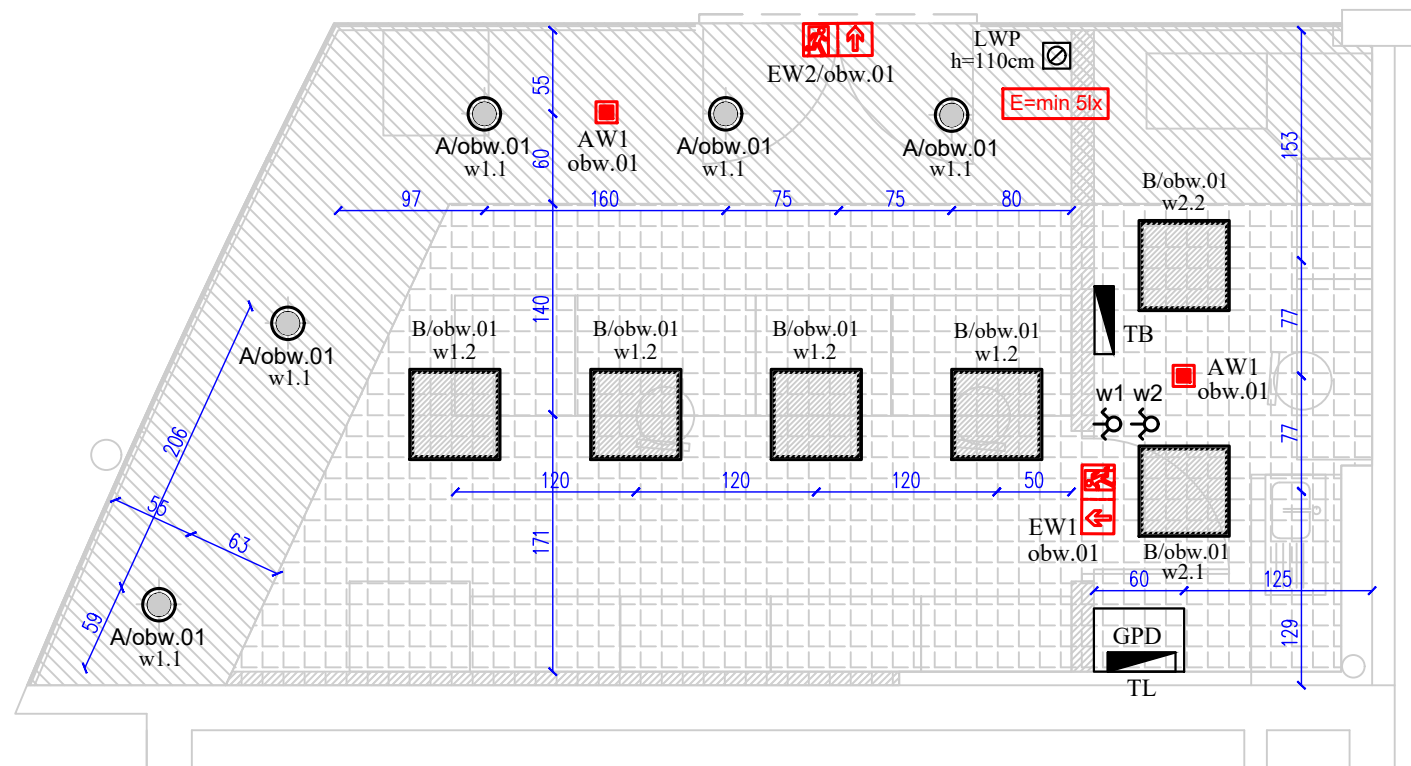 LWP
h=110cm
EW2/obw.01
E=min 5lx
55
A/obw.01
w1.1
AW1
obw.01
A/obw.01
w1.1
A/obw.01
w1.1
60
153
97
160
75
75
80
B/obw.01
w2.2
140
77
A/obw.01
w1.1
B/obw.01
w1.2
B/obw.01
w1.2
B/obw.01
w1.2
B/obw.01
w1.2
TB
AW1
obw.01
w1 w2
206
77
120
120
120
50
55
63
171
EW1
obw.01
B/obw.01
w2.1
60
125
59
A/obw.01
w1.1
GPD
129
TL